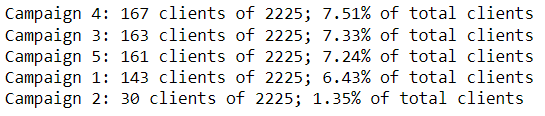 Campaign 4: 167 clients of 2225; 7.51% of total clients
Campaign 3: 163 clients of 2225; 7.33% of total clients
Campaign 5: 161 clients of 2225; 7.24% of total clients
Campaign 1: 143 clients of 2225; 6.43% of total clients
Campaign 2: 30 clients of 2225; 1.35% of total clients